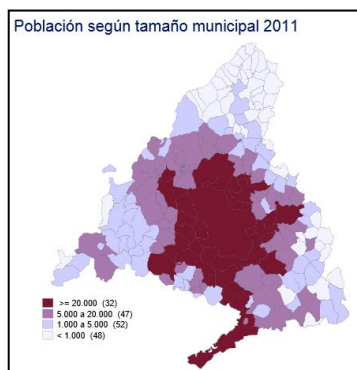 Población según tamaño municipal 2011
>= 20.000 (32)
5.000 a 20.000 (47)
1.000 a 5.000 (52)
< 1.000 (48)